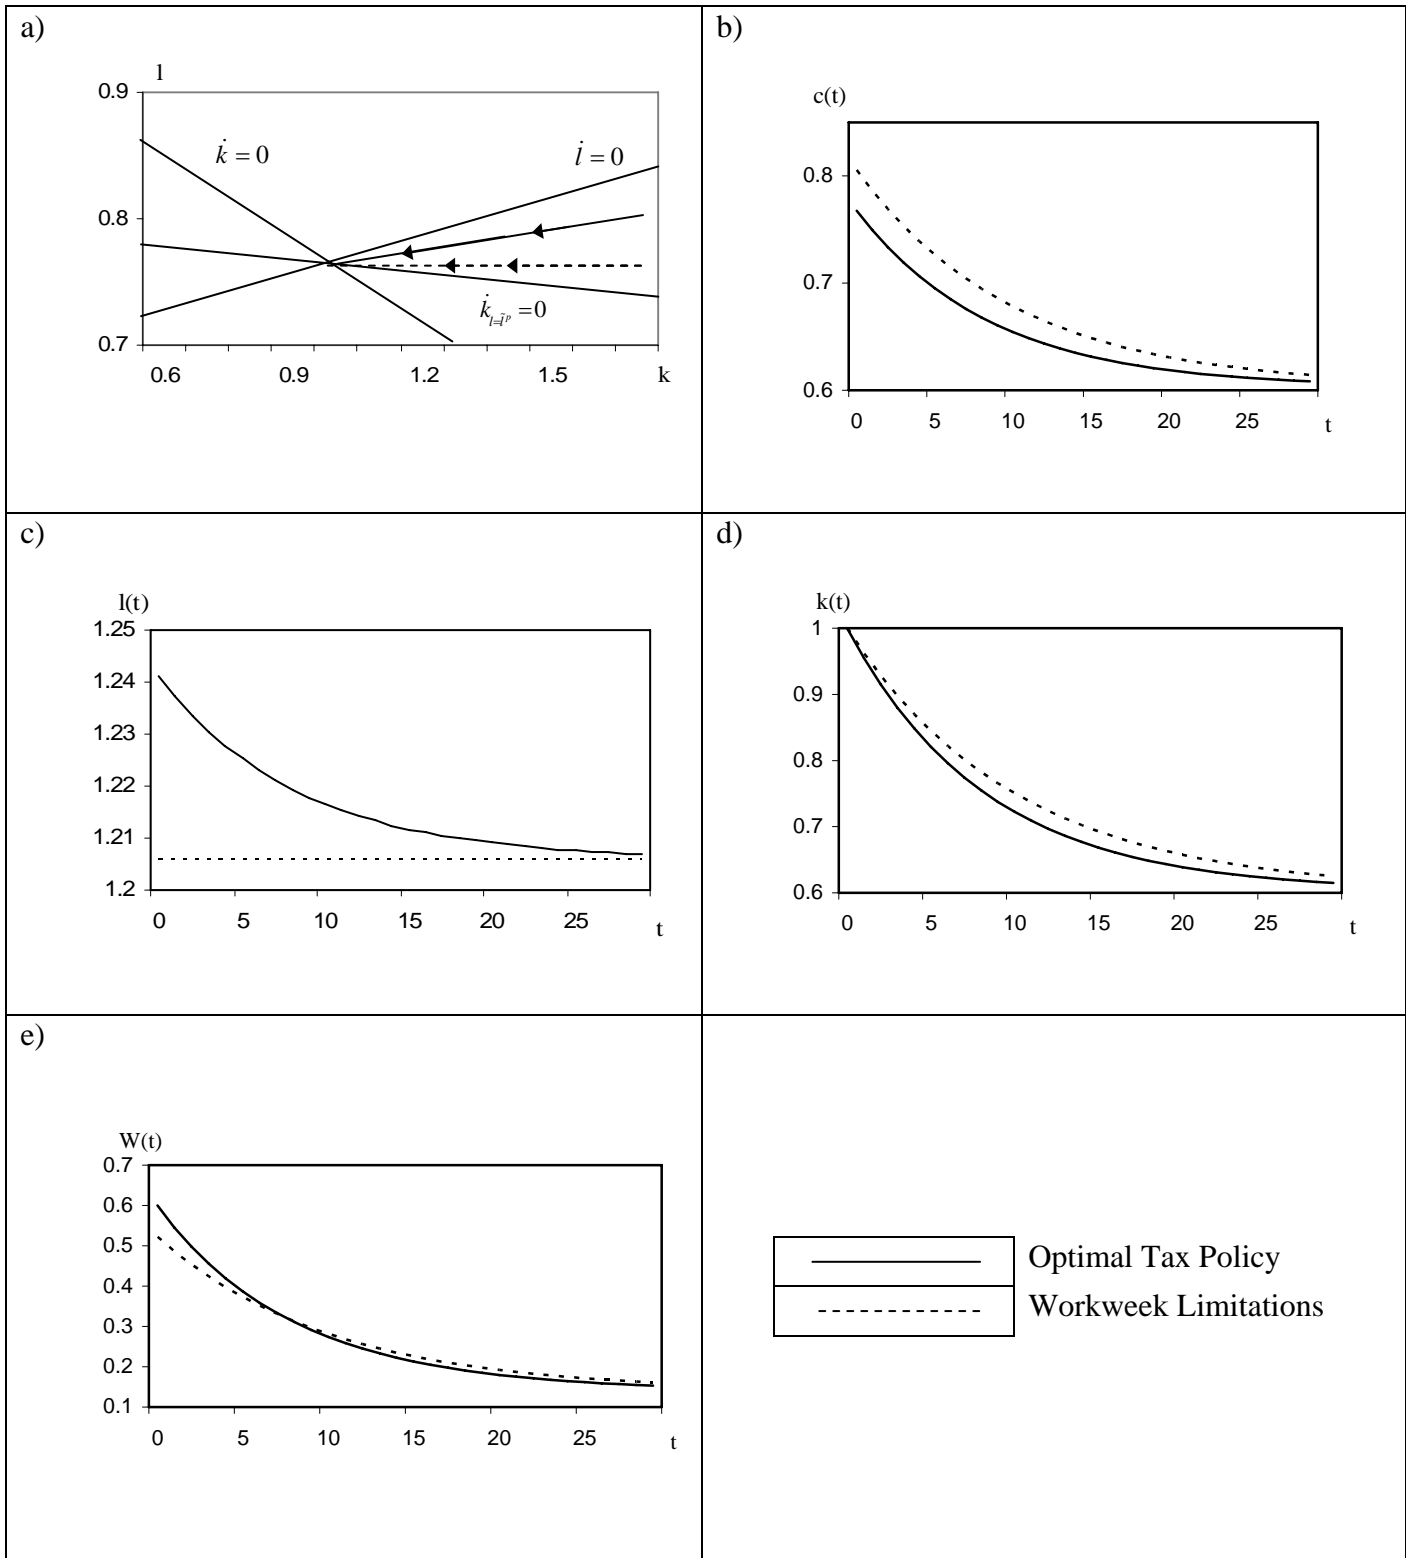 a)
l
0.9
0.8
0.7
k̇ = 0
l̇ = 0
k̇_{l=l̃^p} = 0
0.6 0.9 1.2 1.5 k
b)
c(t)
0.8
0.7
0.6
0 5 10 15 20 25 t
c)
l(t)
1.25
1.24
1.23
1.22
1.21
1.2
0 5 10 15 20 25 t
d)
k(t)
1
0.9
0.8
0.7
0.6
0 5 10 15 20 25 t
e)
W(t)
0.7
0.6
0.5
0.4
0.3
0.2
0.1
0 5 10 15 20 25 t
Optimal Tax Policy
Workweek Limitations